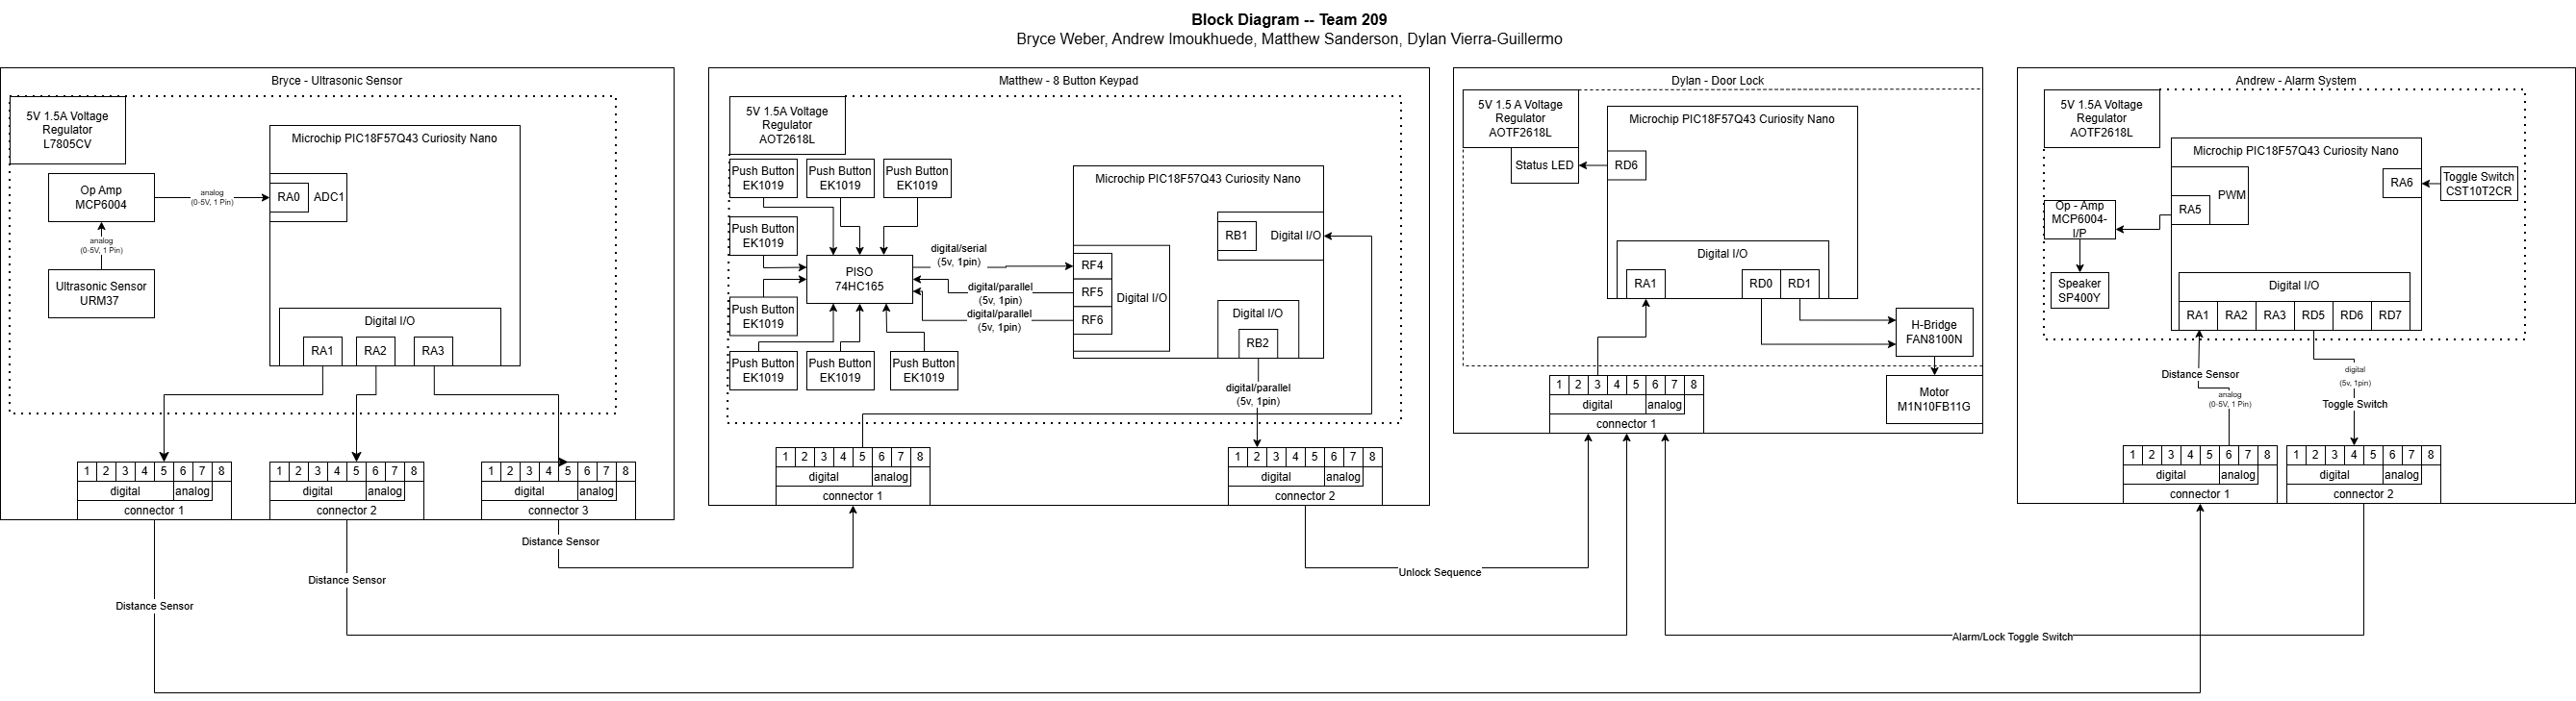 Block Diagram -- Team 209
Bryce Weber, Andrew Imoukhuede, Matthew Sanderson, Dylan Vierra-Guillermo
Bryce - Ultrasonic Sensor
5V 1.5A Voltage
Regulator
L7805CV
Microchip PIC18F57Q43 Curiosity Nano
Op Amp
MCP6004
analog
(0-5V, 1 Pin)
RA0
ADC1
analog
(0-5V, 1 Pin)
Ultrasonic Sensor
URM37
Digital I/O
RA1
RA2
RA3
1 2 3 4 5 6 7 8
digital
analog
connector 1
1 2 3 4 5 6 7 8
digital
analog
connector 2
1 2 3 4 5 6 7 8
digital
analog
connector 3
Distance Sensor
Distance Sensor
Distance Sensor
Matthew - 8 Button Keypad
5V 1.5A Voltage
Regulator
AOT2618L
Push Button
EK1019
Push Button
EK1019
Push Button
EK1019
Push Button
EK1019
Push Button
EK1019
Push Button
EK1019
Push Button
EK1019
Push Button
EK1019
PISO
74HC165
digital/serial
(5v, 1pin)
digital/parallel
(5v, 1pin)
digital/parallel
(5v, 1pin)
Microchip PIC18F57Q43 Curiosity Nano
RB1
Digital I/O
RF4
RF5
RF6
Digital I/O
Digital I/O
RB2
digital/parallel
(5v, 1pin)
1 2 3 4 5 6 7 8
digital
analog
connector 1
1 2 3 4 5 6 7 8
digital
analog
connector 2
Unlock Sequence
Dylan - Door Lock
5V 1.5 A Voltage
Regulator
AOTF2618L
Status LED
Microchip PIC18F57Q43 Curiosity Nano
RD6
Digital I/O
RA1
RD0
RD1
H-Bridge
FAN8100N
Motor
M1N10FB11G
1 2 3 4 5 6 7 8
digital
analog
connector 1
Alarm/Lock Toggle Switch
Andrew - Alarm System
5V 1.5A Voltage
Regulator
AOTF2618L
Microchip PIC18F57Q43 Curiosity Nano
PWM
RA5
RA6
Toggle Switch
CST10T2CR
Op - Amp
MCP6004-
I/P
Speaker
SP400Y
Digital I/O
RA1
RA2
RA3
RD5
RD6
RD7
Distance Sensor
analog
(0-5V, 1 Pin)
digital
(5v, 1pin)
Toggle Switch
1 2 3 4 5 6 7 8
digital
analog
connector 1
1 2 3 4 5 6 7 8
digital
analog
connector 2